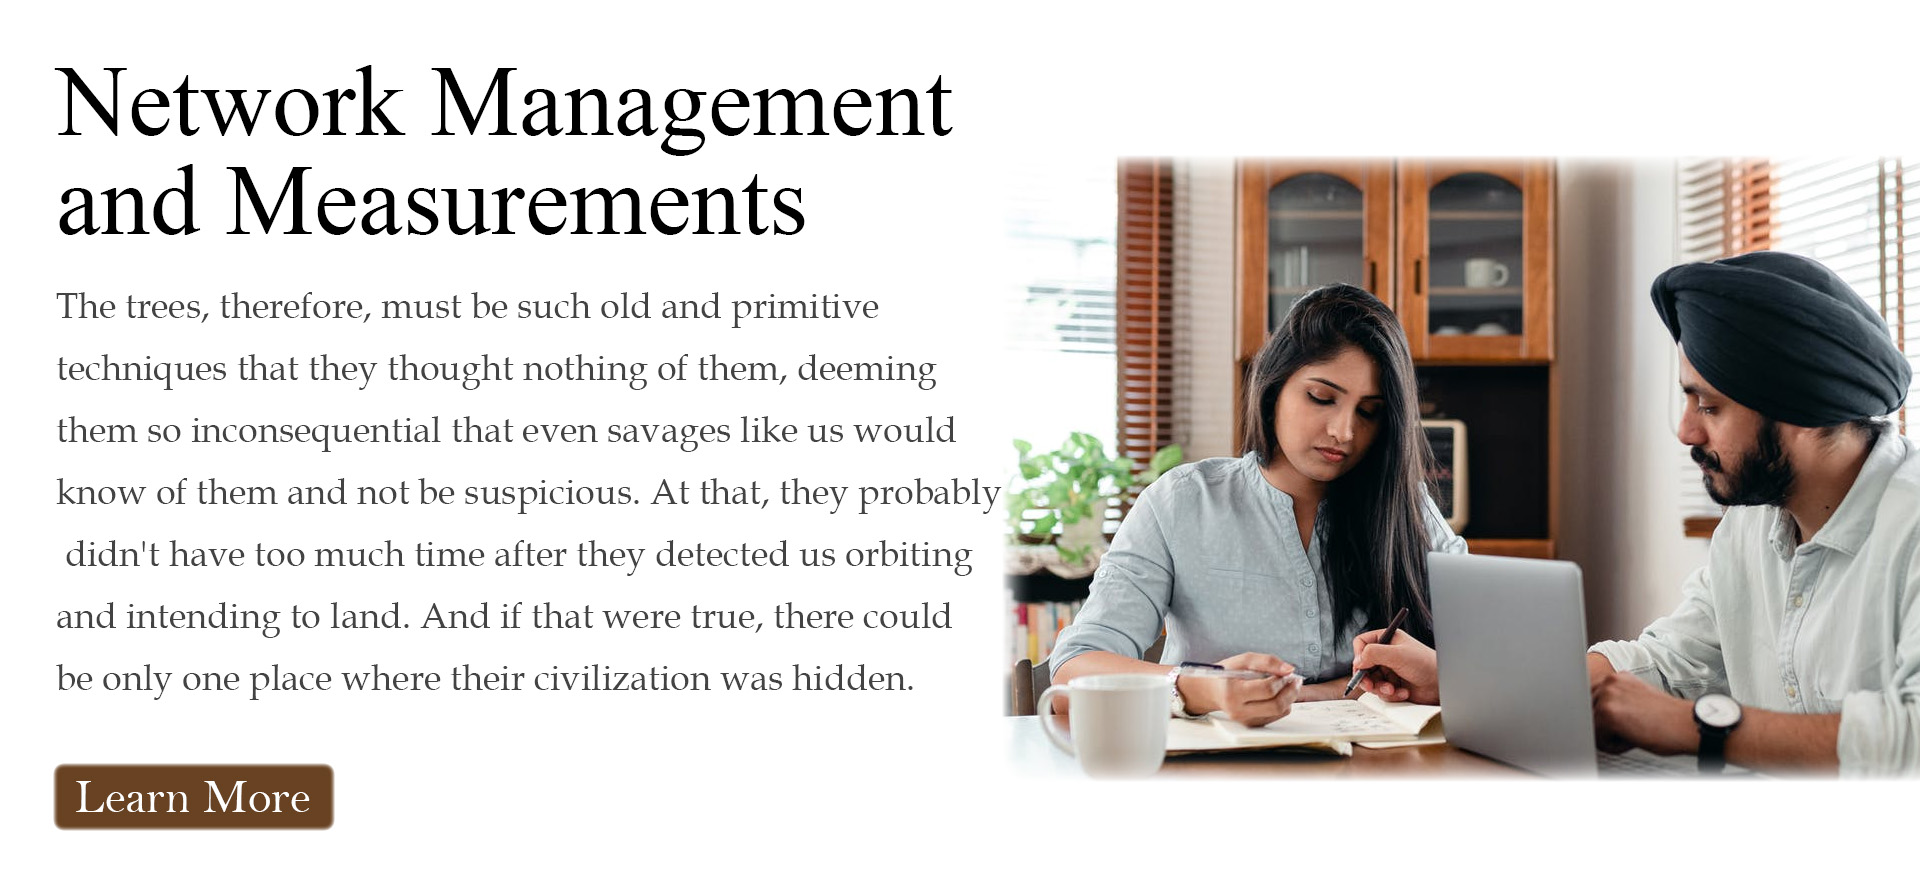 Network Management
and Measurements
The trees, therefore, must be such old and primitive
techniques that they thought nothing of them, deeming
them so inconsequential that even savages like us would
know of them and not be suspicious. At that, they probably
didn't have too much time after they detected us orbiting
and intending to land. And if that were true, there could
be only one place where their civilization was hidden.
Learn More